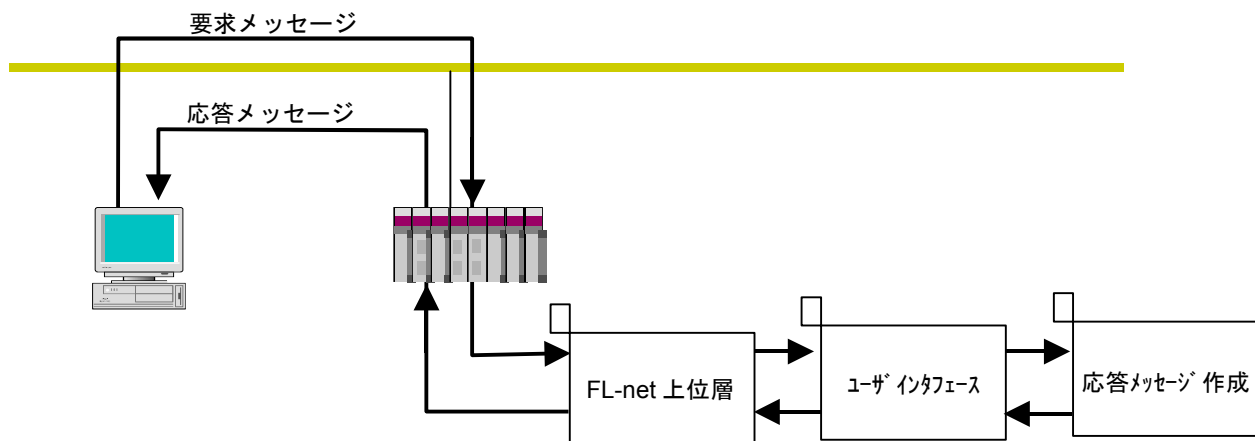 要求メッセージ
応答メッセージ
FL-net 上位層
ﾕｰｻﾞ ｲﾝﾀﾌｪｰｽ
応答ﾒｯｾｰｼﾞ 作成